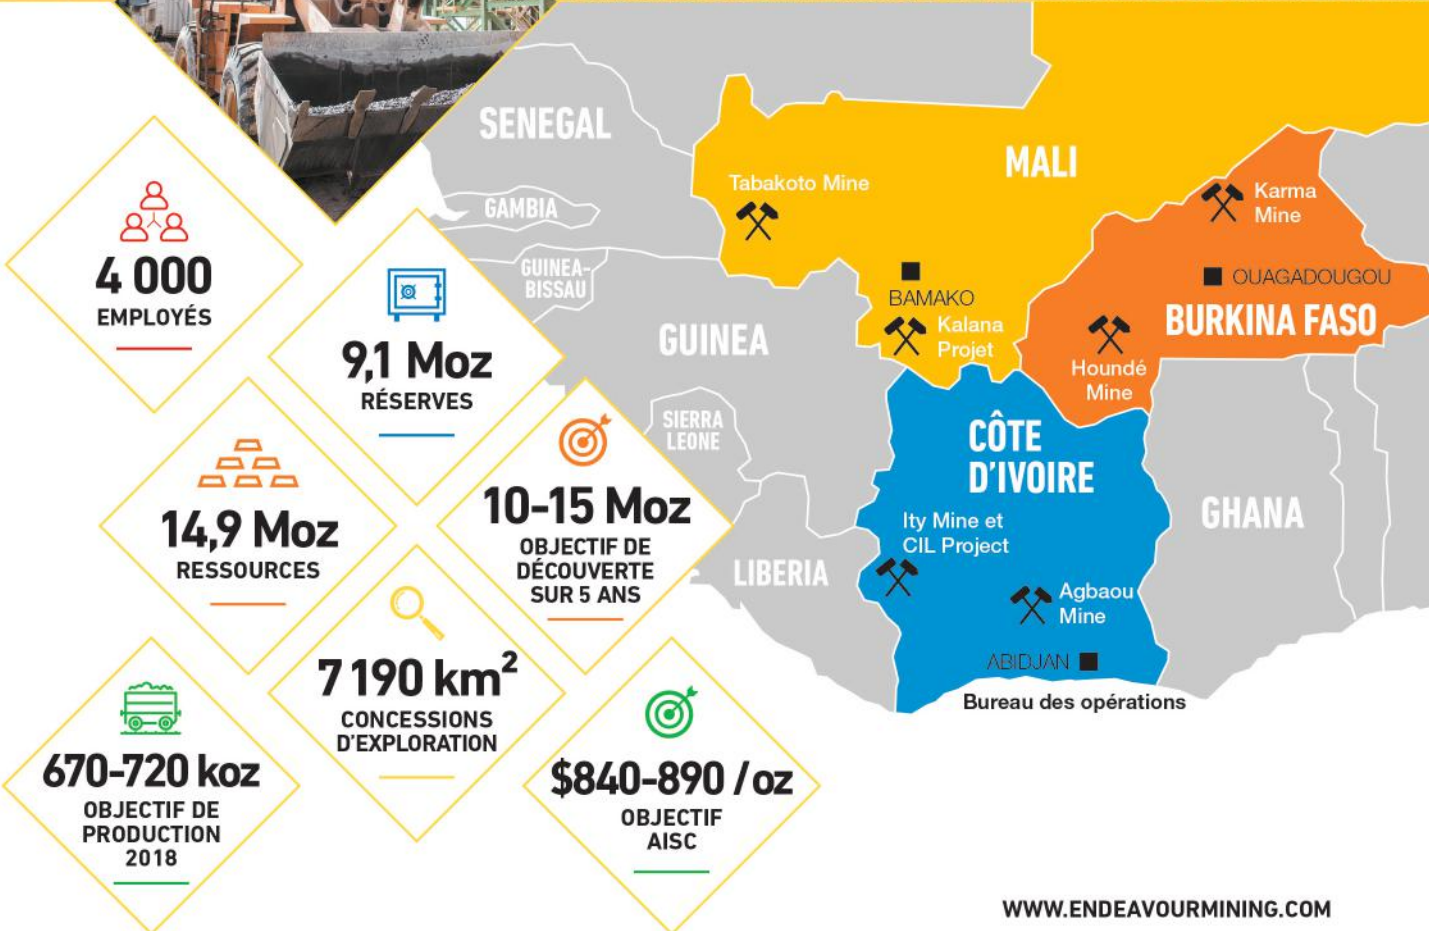 4 000
EMPLOYÉS
9,1 Moz
RÉSERVES
14,9 Moz
RESSOURCES
10-15 Moz
OBJECTIF DE
DÉCOUVERTE
SUR 5 ANS
7 190 km²
CONCESSIONS
D'EXPLORATION
670-720 koz
OBJECTIF DE
PRODUCTION
2018
$840-890 / oz
OBJECTIF
AISC
SENEGAL
GAMBIA
GUINEA-
BISSAU
GUINEA
SIERRA
LEONE
LIBERIA
MALI
Tabakoto Mine
BAMAKO
Kalana
Projet
Karma
Mine
OUAGADOUGOU
BURKINA FASO
Houndé
Mine
CÔTE
D'IVOIRE
Ity Mine et
CIL Project
Agbaou
Mine
ABIDJAN
Bureau des opérations
GHANA
WWW.ENDEAVOURMINING.COM